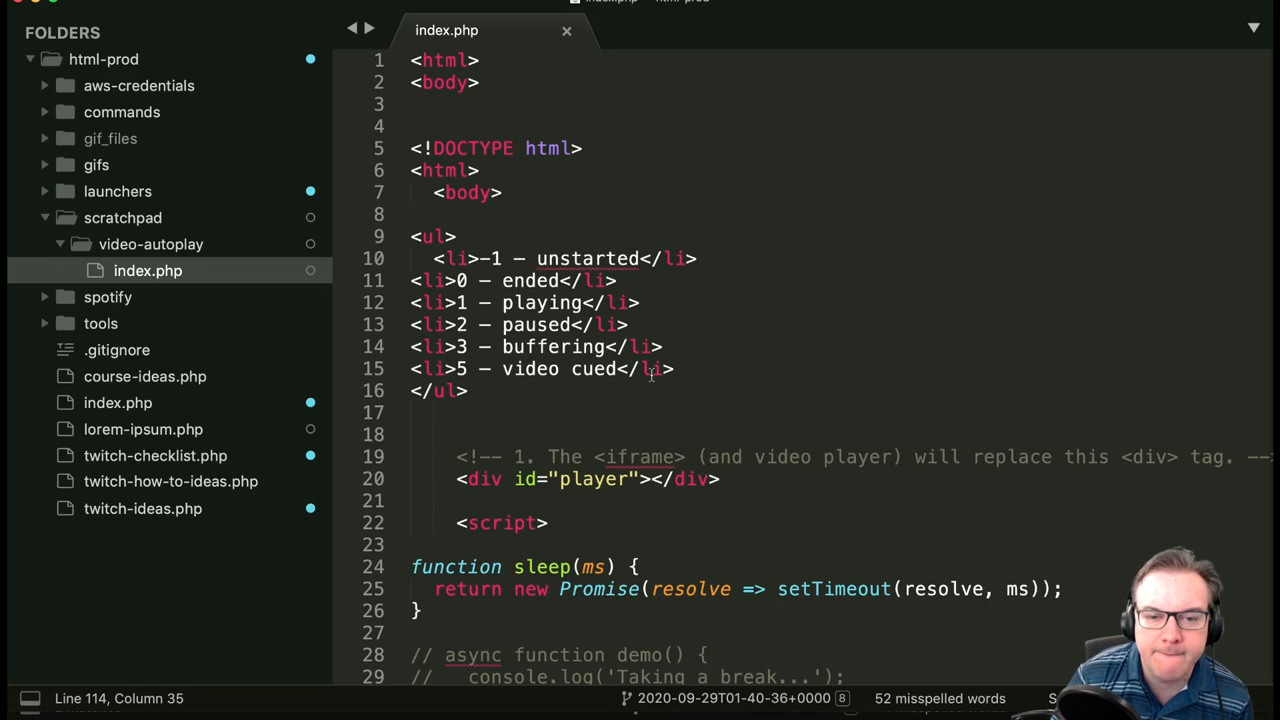 index.php — html-prod
FOLDERS
html-prod
aws-credentials
commands
gif_files
gifs
launchers
scratchpad
video-autoplay
index.php
spotify
tools
.gitignore
course-ideas.php
index.php
lorem-ipsum.php
twitch-checklist.php
twitch-how-to-ideas.php
twitch-ideas.php
index.php
1 <html>
2 <body>
3
4
5 <!DOCTYPE html>
6 <html>
7 <body>
8
9 <ul>
10 <li>-1 – unstarted</li>
11 <li>0 – ended</li>
12 <li>1 – playing</li>
13 <li>2 – paused</li>
14 <li>3 – buffering</li>
15 <li>5 – video cued</li>
16 </ul>
17
18
19 <!-- 1. The <iframe> (and video player) will replace this <div> tag. -->
20 <div id="player"></div>
21
22 <script>
23
24 function sleep(ms) {
25 return new Promise(resolve => setTimeout(resolve, ms));
26 }
27
28 // async function demo() {
29 // console.log('Taking a break...');
Line 114, Column 35
2020-09-29T01-40-36+0000 8
52 misspelled words